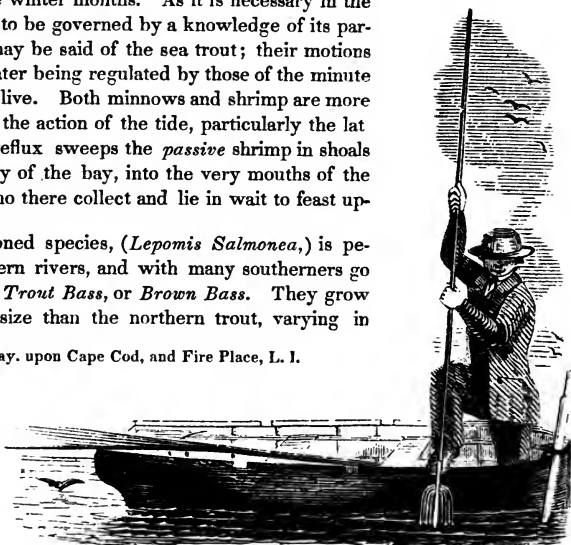 winter months. As it is necessary in the
to be governed by a knowledge of its par-
may be said of the sea trout; their motions
ater being regulated by those of the minute
live. Both minnows and shrimp are more
the action of the tide, particularly the lat
eflux sweeps the passive shrimp in shoals
y of the bay, into the very mouths of the
no there collect and lie in wait to feast up-
oned species, (Lepomis Salmonea,) is pe-
ern rivers, and with many southerners go
Trout Bass, or Brown Bass. They grow
size than the northern trout, varying in
ay. upon Cape Cod, and Fire Place, L. I.